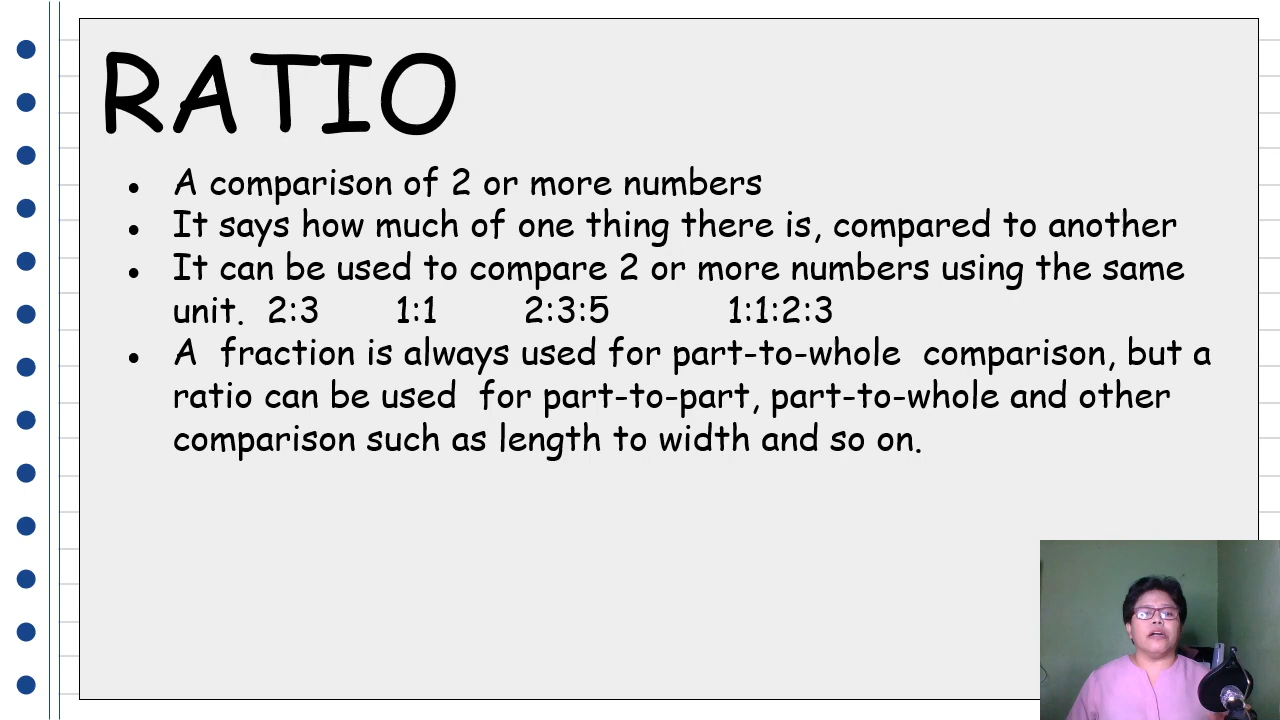 RATIO
● A comparison of 2 or more numbers
● It says how much of one thing there is, compared to another
● It can be used to compare 2 or more numbers using the same
unit. 2:3 1:1 2:3:5 1:1:2:3
● A fraction is always used for part-to-whole comparison, but a
ratio can be used for part-to-part, part-to-whole and other
comparison such as length to width and so on.